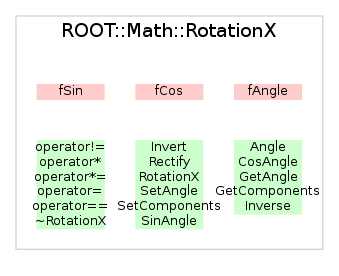 ROOT::Math::RotationX
fSin
fCos
fAngle
operator!=
operator*
operator*=
operator=
operator==
~RotationX
Invert
Rectify
RotationX
SetAngle
SetComponents
SinAngle
Angle
CosAngle
GetAngle
GetComponents
Inverse